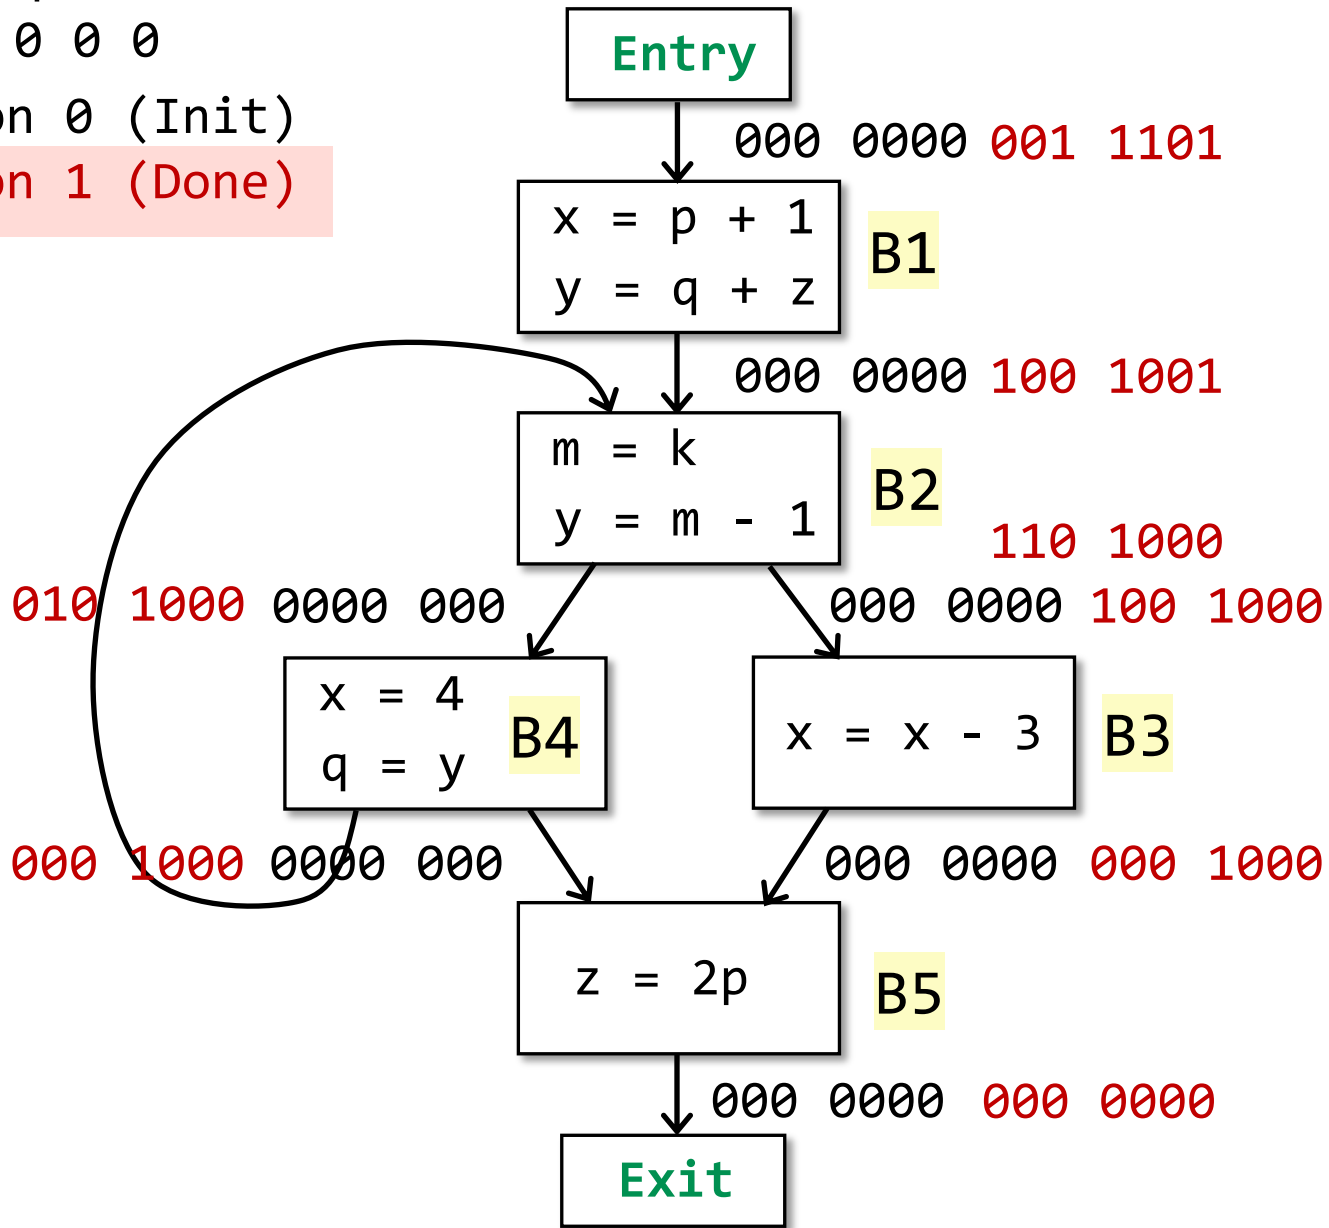 0 0 0
on 0 (Init)
on 1 (Done)
Entry
000 0000 001 1101
x = p + 1
y = q + z
B1
000 0000 100 1001
m = k
y = m - 1
B2
110 1000
010 1000 0000 000
000 0000 100 1000
x = 4
q = y
B4
x = x - 3
B3
000 1000 0000 000
000 0000 000 1000
z = 2p
B5
000 0000 000 0000
Exit